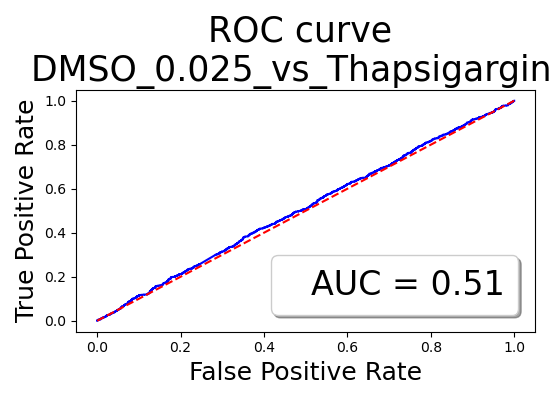 ROC curve
DMSO_0.025_vs_Thapsigargin
True Positive Rate
1.0
0.8
0.6
0.4
0.2
0.0
AUC = 0.51
0.0 0.2 0.4 0.6 0.8 1.0
False Positive Rate